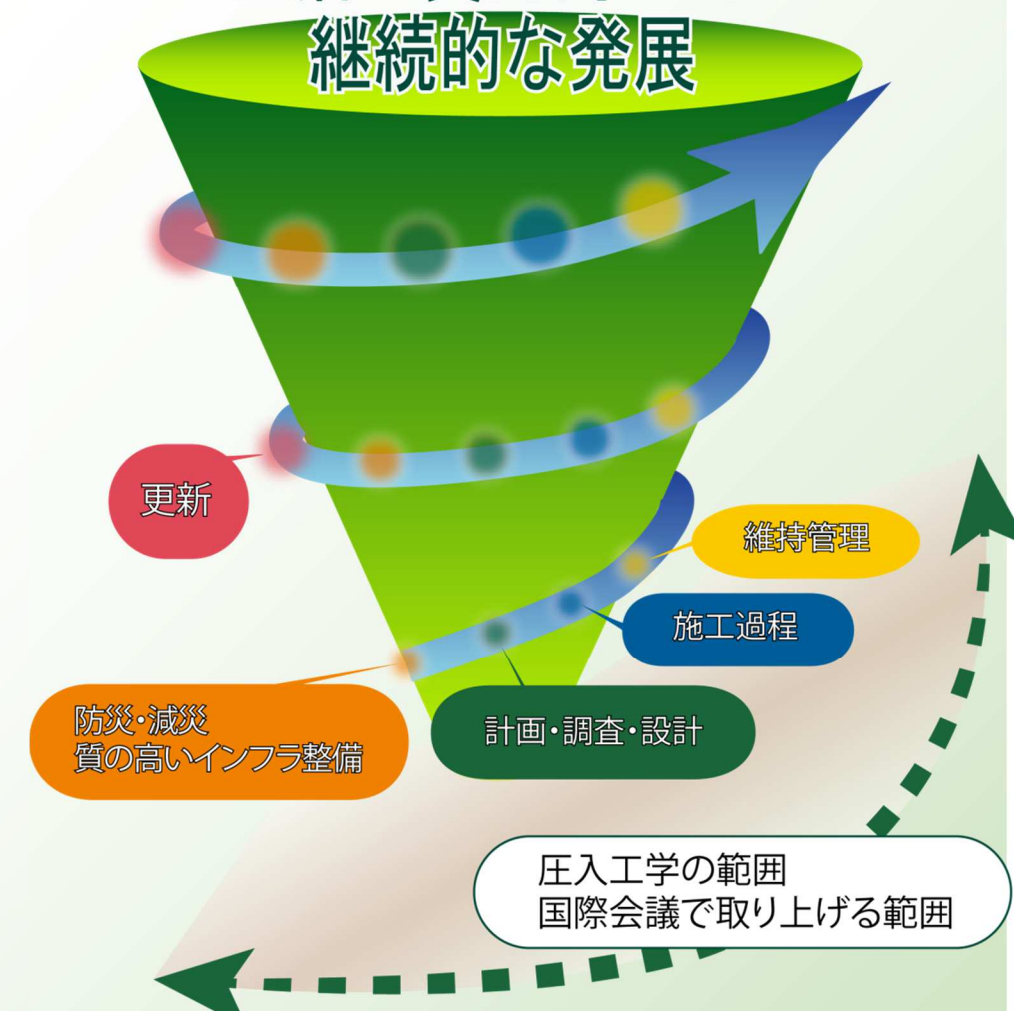 継続的な発展
更新
維持管理
施工過程
防災・減災
質の高いインフラ整備
計画・調査・設計
圧入工学の範囲
国際会議で取り上げる範囲